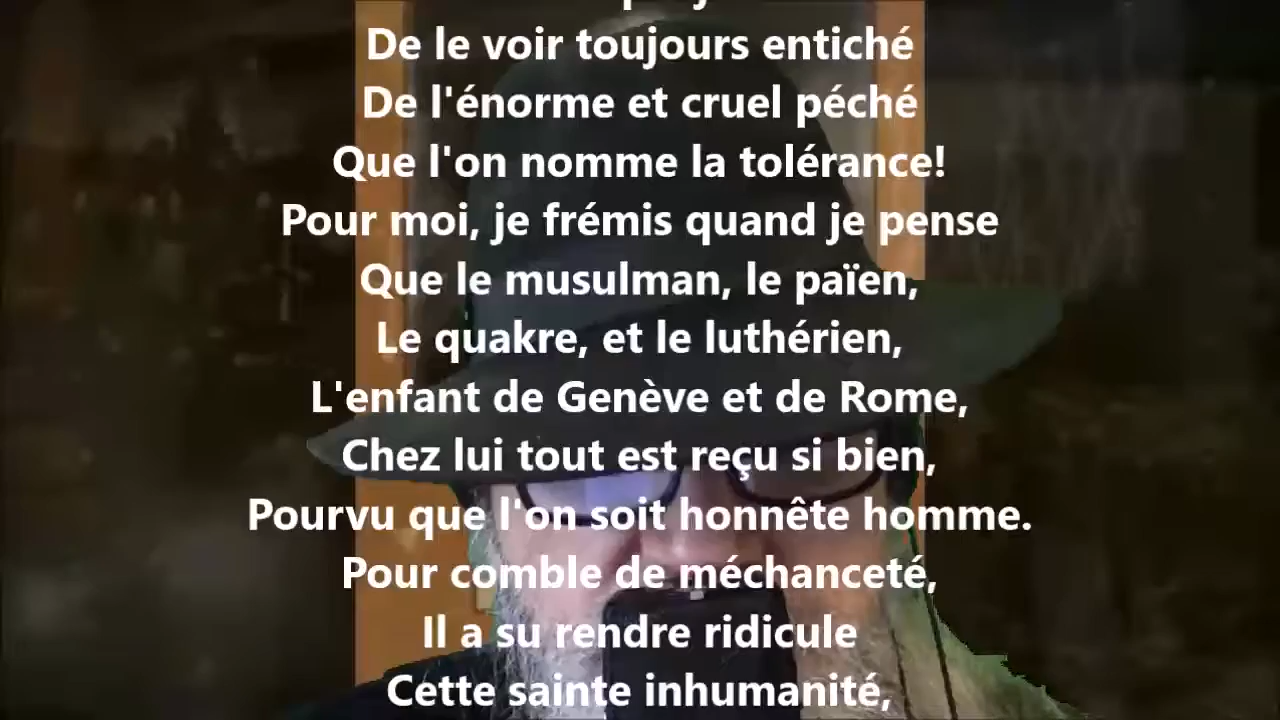 De le voir toujours entiché
De l'énorme et cruel péché
Que l'on nomme la tolérance!
Pour moi, je frémis quand je pense
Que le musulman, le païen,
Le quakre, et le luthérien,
L'enfant de Genève et de Rome,
Chez lui tout est reçu si bien,
Pourvu que l'on soit honnête homme.
Pour comble de méchanceté,
Il a su rendre ridicule
Cette sainte inhumanité,